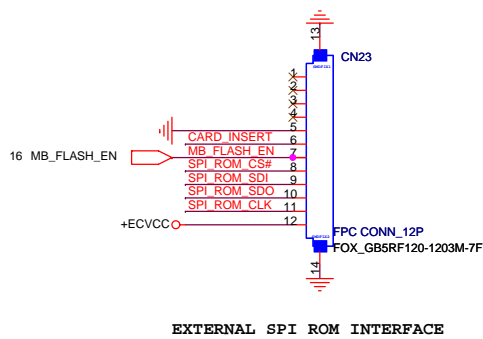 13
CN23
1
2
3
4
5
CARD_INSERT
6
16 MB_FLASH_EN
MB_FLASH_EN
7
SPI_ROM_CS#
8
SPI_ROM_SDI
9
SPI_ROM_SDO
10
SPI_ROM_CLK
11
+ECVCC
12
FPC CONN_12P
FOX_GB5RF120-1203M-7F
14
EXTERNAL SPI ROM INTERFACE